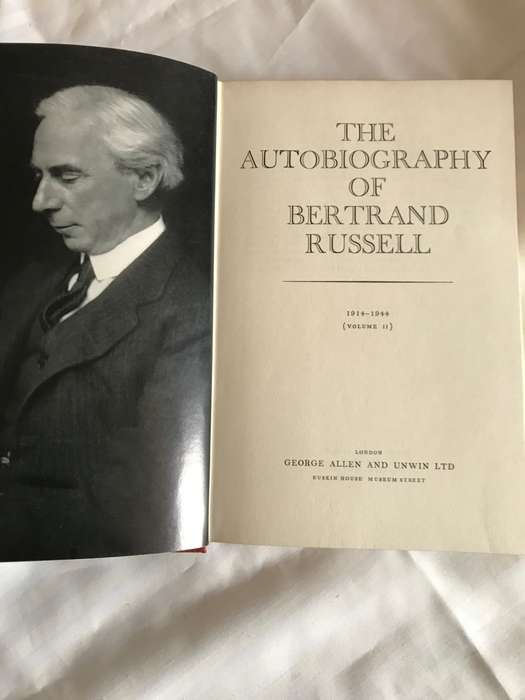 THE
AUTOBIOGRAPHY
OF
BERTRAND
RUSSELL
1914–1944
(VOLUME II)
LONDON
GEORGE ALLEN AND UNWIN LTD
RUSKIN HOUSE MUSEUM STREET